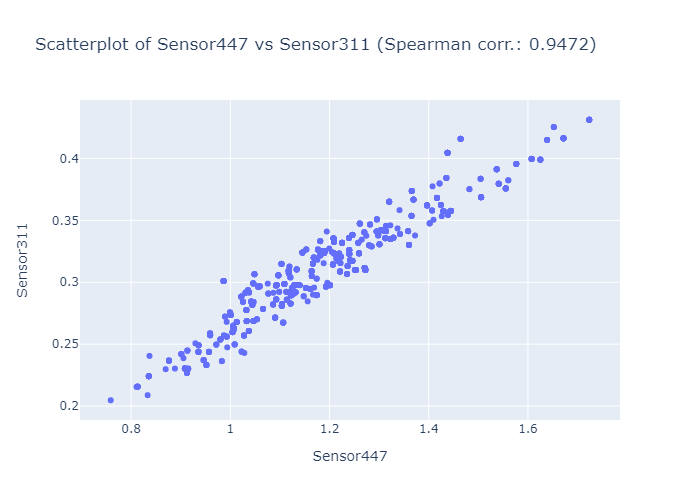 Scatterplot of Sensor447 vs Sensor311 (Spearman corr.: 0.9472)
Sensor311
0.4
0.35
0.3
0.25
0.2
0.8 1 1.2 1.4 1.6
Sensor447